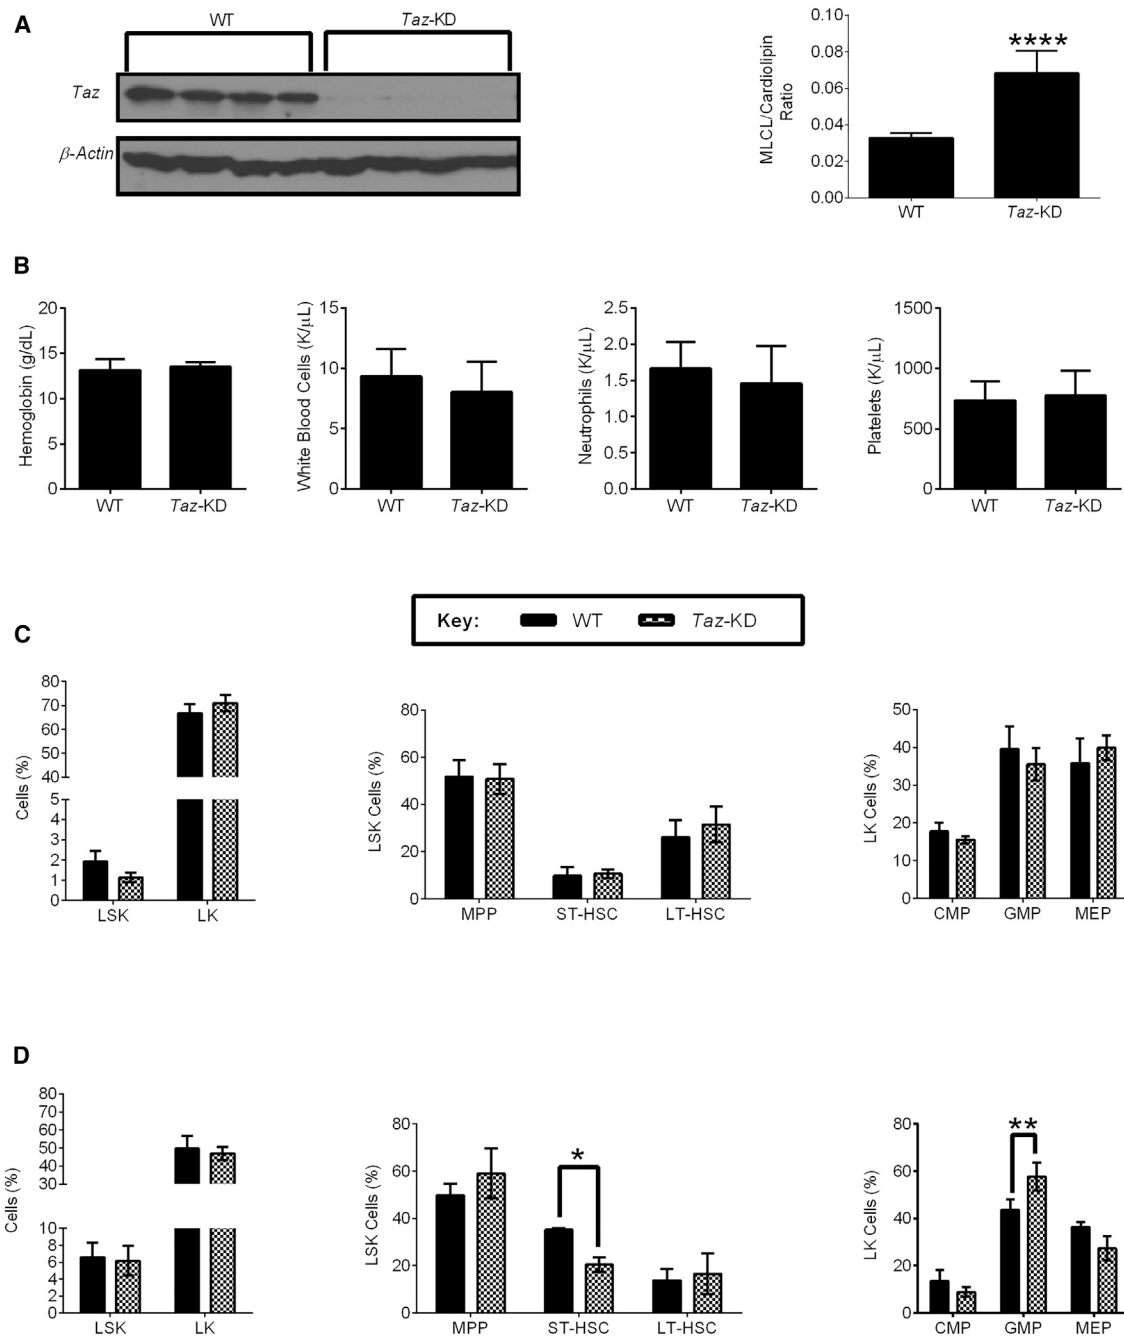 A
WT
Taz-KD
Taz
β-Actin
MLCL/Cardiolipin
Ratio
0.10
0.08
0.06
0.04
0.02
0.00
****
WT
Taz-KD
B
Hemoglobin (g/dL)
20
15
10
5
0
WT
Taz-KD
White Blood Cells (K/µL)
15
10
5
0
WT
Taz-KD
Neutrophils (K/µL)
2.5
2.0
1.5
1.0
0.5
0.0
WT
Taz-KD
Platelets (K/µL)
1500
1000
500
0
WT
Taz-KD
C
Key: WT Taz-KD
Cells (%)
80
70
60
50
40
5
4
3
2
1
0
LSK
LK
LSK Cells (%)
80
60
40
20
0
MPP
ST-HSC
LT-HSC
LK Cells (%)
50
40
30
20
10
0
CMP
GMP
MEP
D
Cells (%)
80
70
60
50
40
30
10
8
6
4
2
0
LSK
LK
LSK Cells (%)
80
60
40
20
0
*
MPP
ST-HSC
LT-HSC
LK Cells (%)
80
60
40
20
0
**
CMP
GMP
MEP